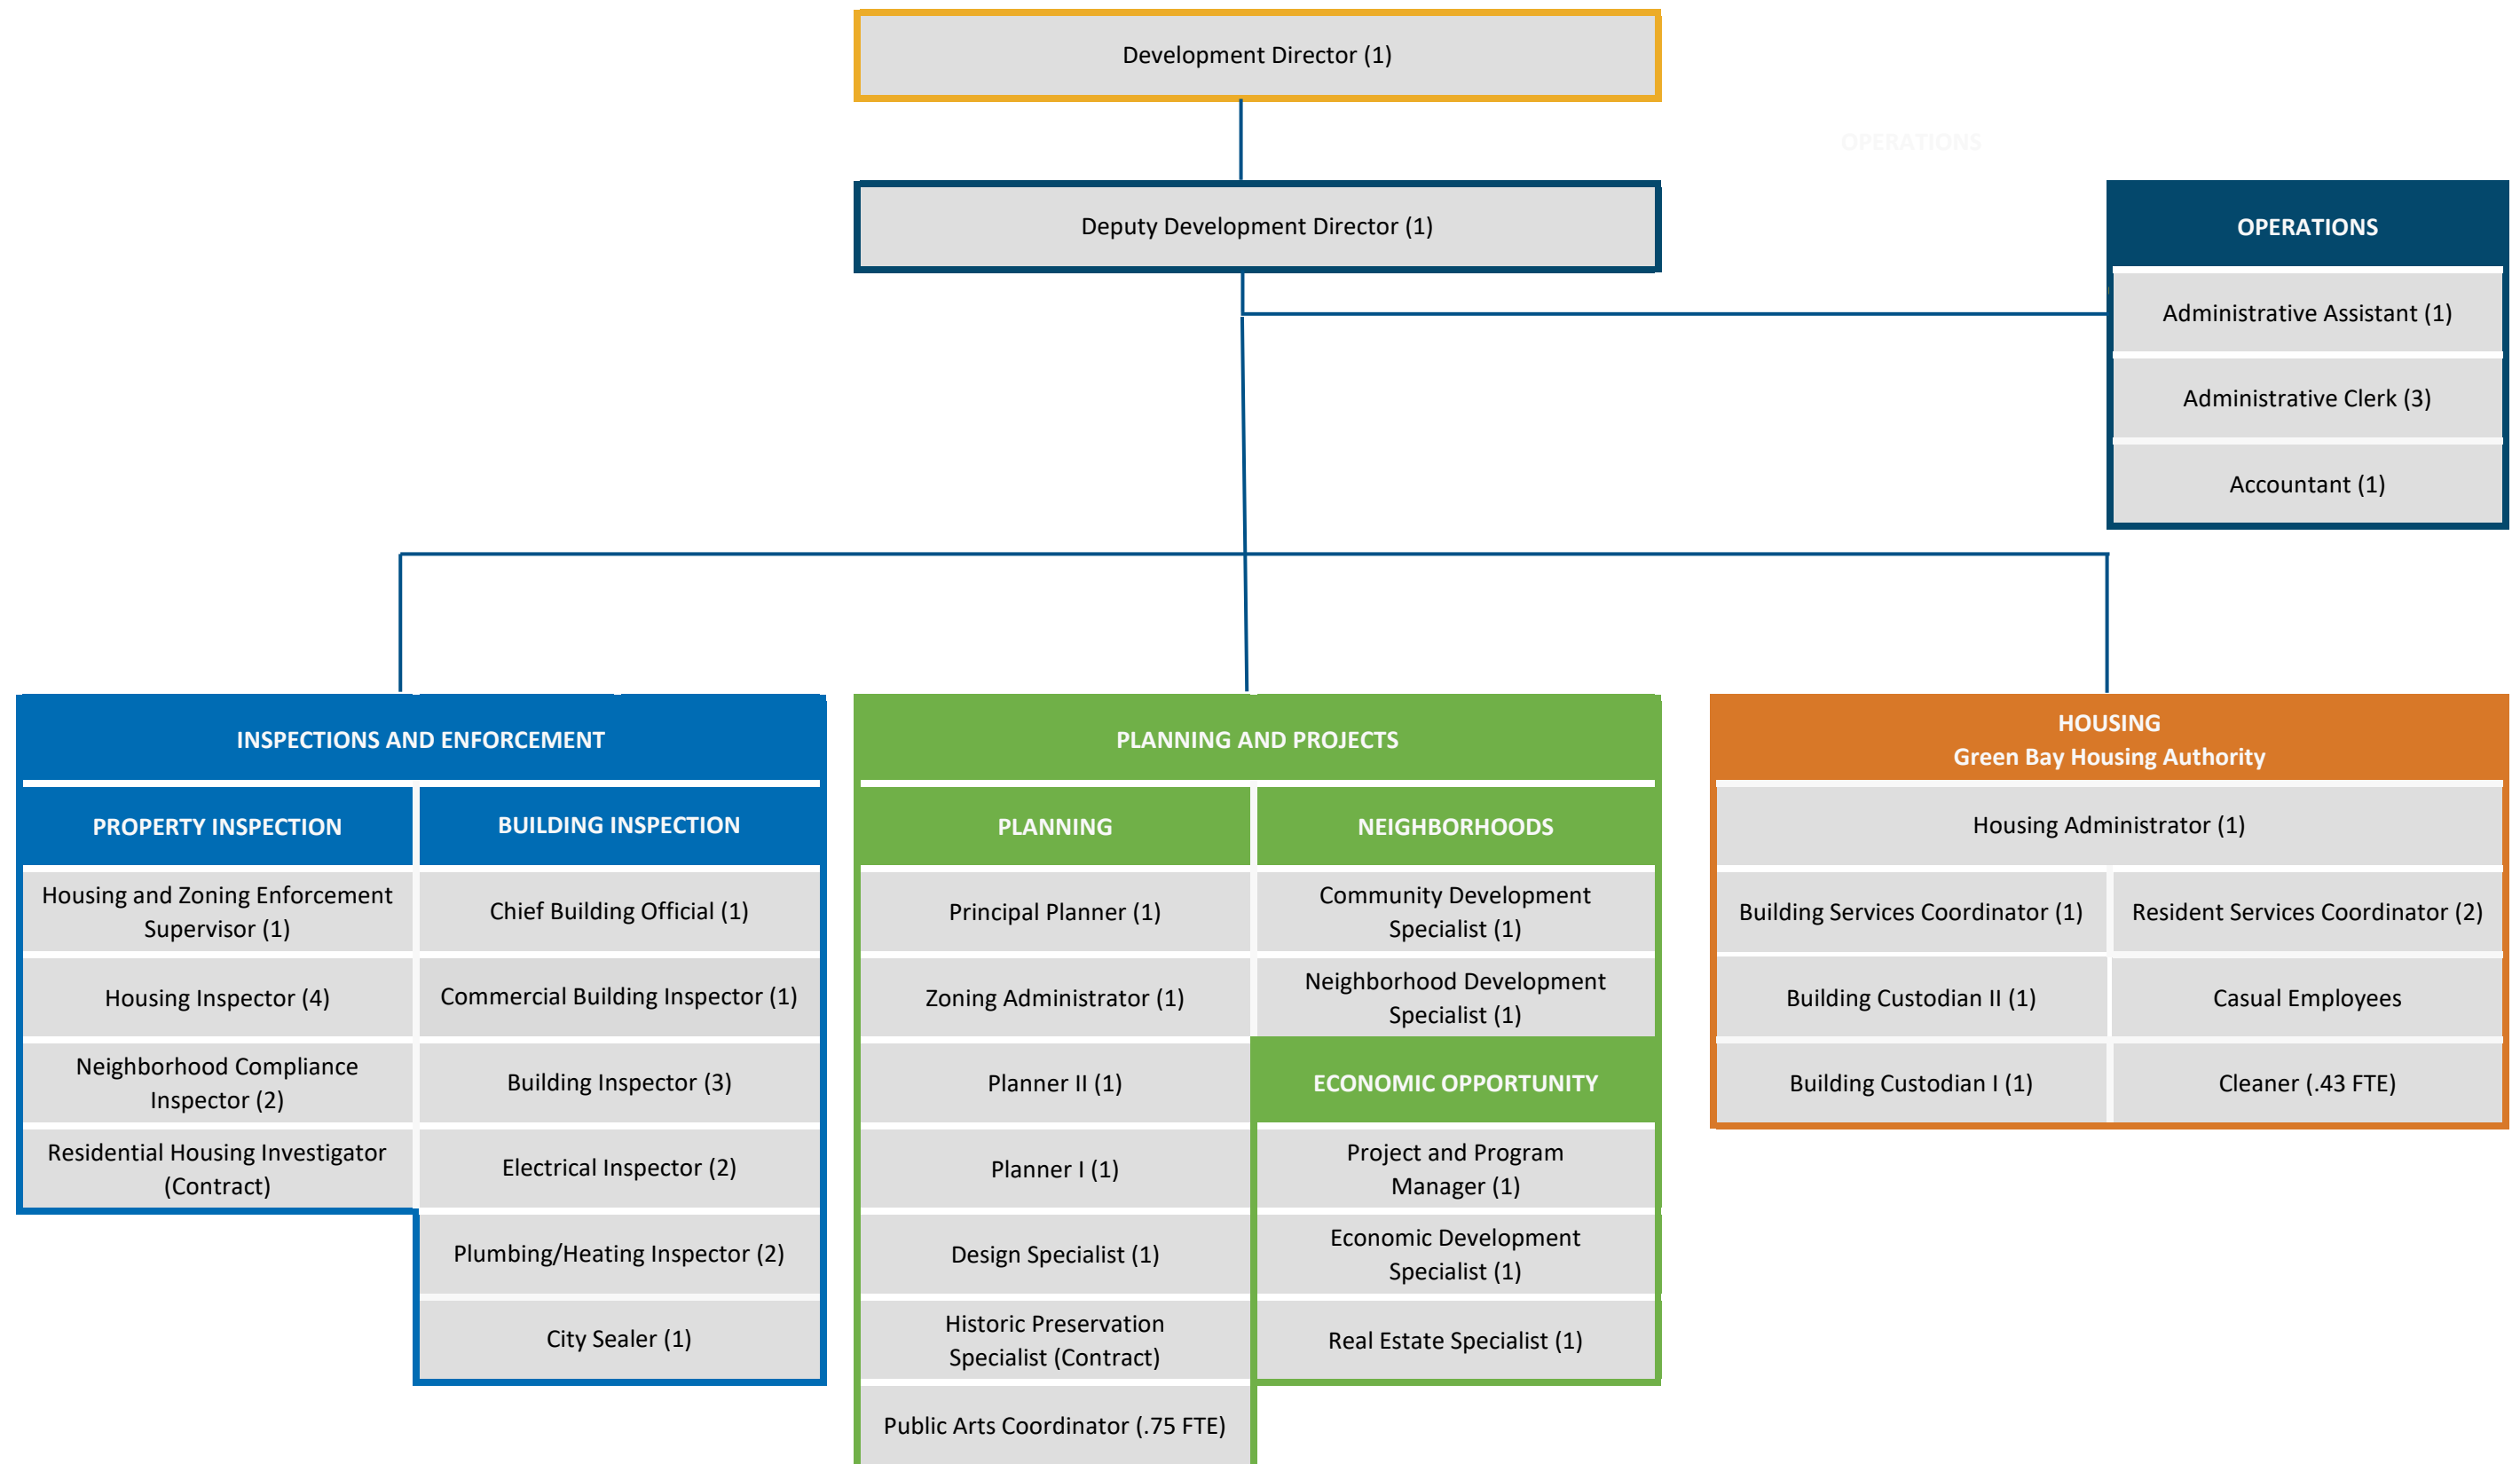 Development Director (1)
OPERATIONS
Deputy Development Director (1)
OPERATIONS
Administrative Assistant (1)
Administrative Clerk (3)
Accountant (1)
INSPECTIONS AND ENFORCEMENT
PROPERTY INSPECTION
Housing and Zoning Enforcement
Supervisor (1)
Housing Inspector (4)
Neighborhood Compliance
Inspector (2)
Residential Housing Investigator
(Contract)
BUILDING INSPECTION
Chief Building Official (1)
Commercial Building Inspector (1)
Building Inspector (3)
Electrical Inspector (2)
Plumbing/Heating Inspector (2)
City Sealer (1)
PLANNING AND PROJECTS
PLANNING
Principal Planner (1)
Zoning Administrator (1)
Planner II (1)
Planner I (1)
Design Specialist (1)
Historic Preservation
Specialist (Contract)
Public Arts Coordinator (.75 FTE)
NEIGHBORHOODS
Community Development
Specialist (1)
Neighborhood Development
Specialist (1)
ECONOMIC OPPORTUNITY
Project and Program
Manager (1)
Economic Development
Specialist (1)
Real Estate Specialist (1)
HOUSING
Green Bay Housing Authority
Housing Administrator (1)
Building Services Coordinator (1)
Building Custodian II (1)
Building Custodian I (1)
Resident Services Coordinator (2)
Casual Employees
Cleaner (.43 FTE)